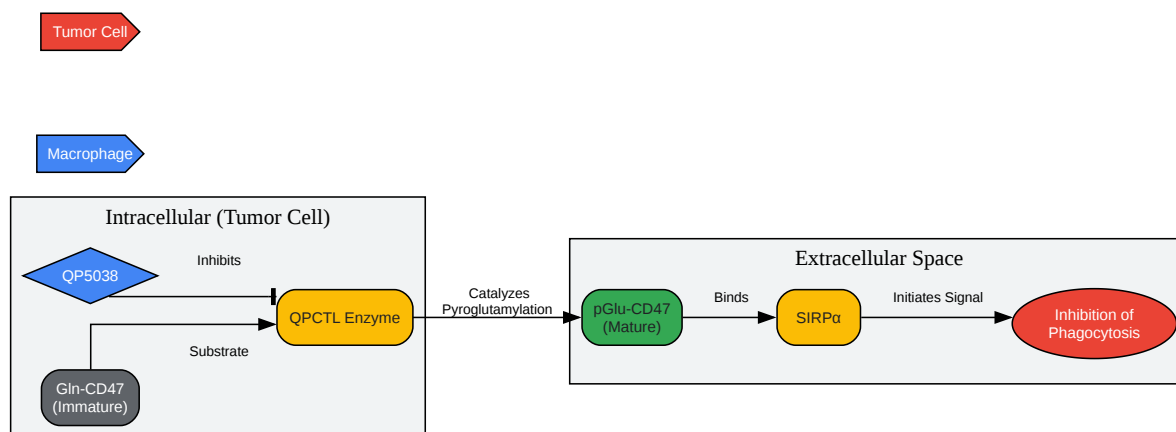 Tumor Cell
Macrophage
Intracellular (Tumor Cell)
QP5038
Inhibits
QPCTL Enzyme
Substrate
Gln-CD47
(Immature)
Catalyzes
Pyroglutamylation
Extracellular Space
pGlu-CD47
(Mature)
Binds
SIRPα
Initiates Signal
Inhibition of
Phagocytosis